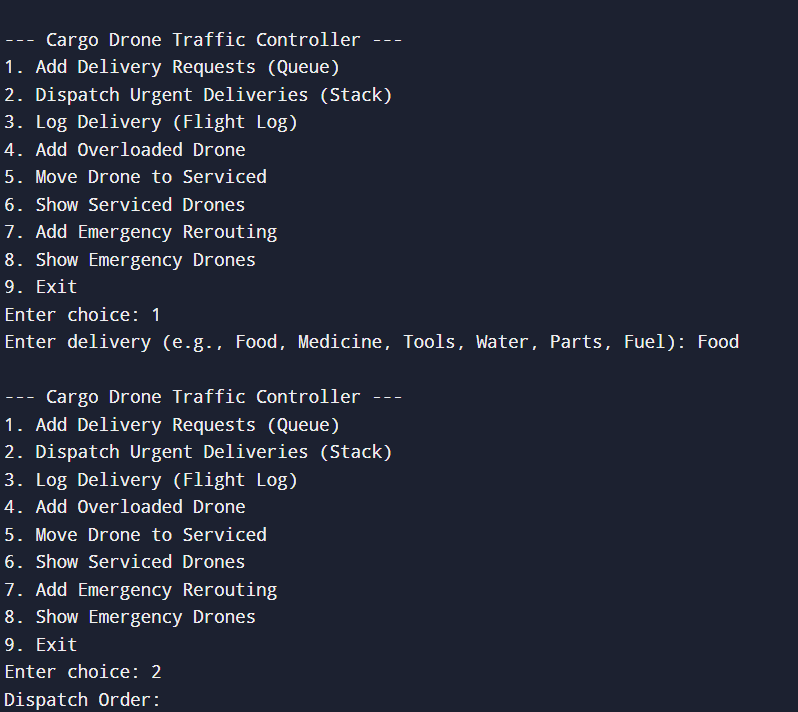 --- Cargo Drone Traffic Controller ---
1. Add Delivery Requests (Queue)
2. Dispatch Urgent Deliveries (Stack)
3. Log Delivery (Flight Log)
4. Add Overloaded Drone
5. Move Drone to Serviced
6. Show Serviced Drones
7. Add Emergency Rerouting
8. Show Emergency Drones
9. Exit
Enter choice: 1
Enter delivery (e.g., Food, Medicine, Tools, Water, Parts, Fuel): Food
--- Cargo Drone Traffic Controller ---
1. Add Delivery Requests (Queue)
2. Dispatch Urgent Deliveries (Stack)
3. Log Delivery (Flight Log)
4. Add Overloaded Drone
5. Move Drone to Serviced
6. Show Serviced Drones
7. Add Emergency Rerouting
8. Show Emergency Drones
9. Exit
Enter choice: 2
Dispatch Order: